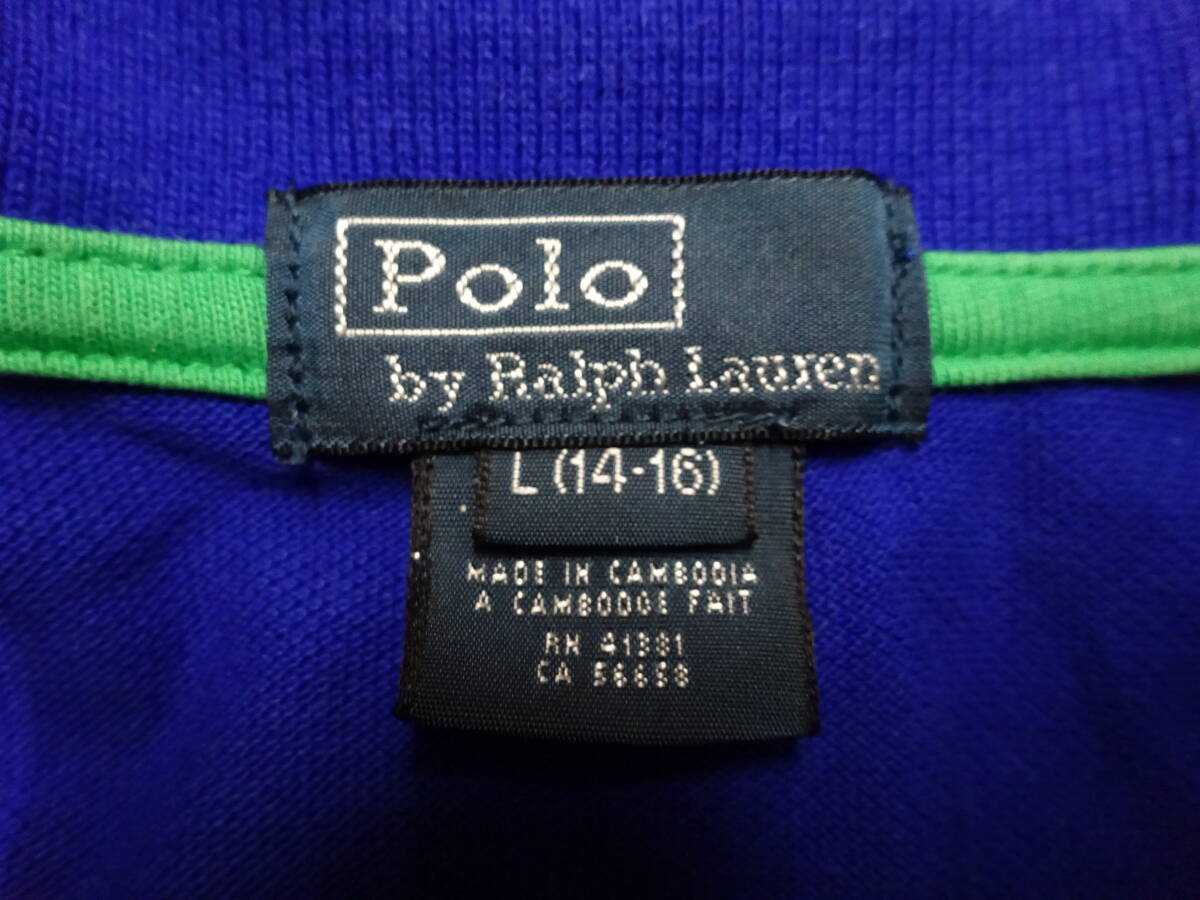 Polo
by Ralph Lauren
L (14-16)
MADE IN CAMBODIA
A CAMBODGE FAIT
RN 41381
CA 56658